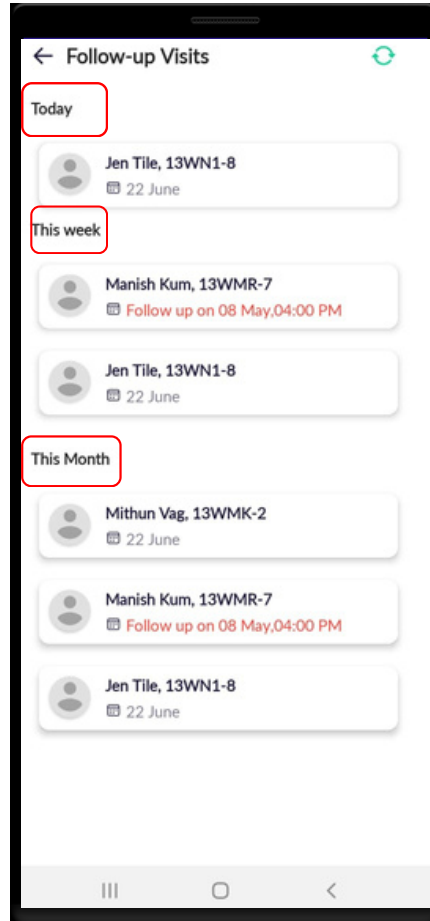 Follow-up Visits
Today
Jen Tile, 13WN1-8
22 June
This week
Manish Kum, 13WMR-7
Follow up on 08 May,04:00 PM
Jen Tile, 13WN1-8
22 June
This Month
Mithun Vag, 13WMK-2
22 June
Manish Kum, 13WMR-7
Follow up on 08 May,04:00 PM
Jen Tile, 13WN1-8
22 June